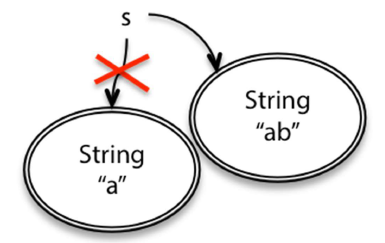 s
String
“ab”
String
“a”